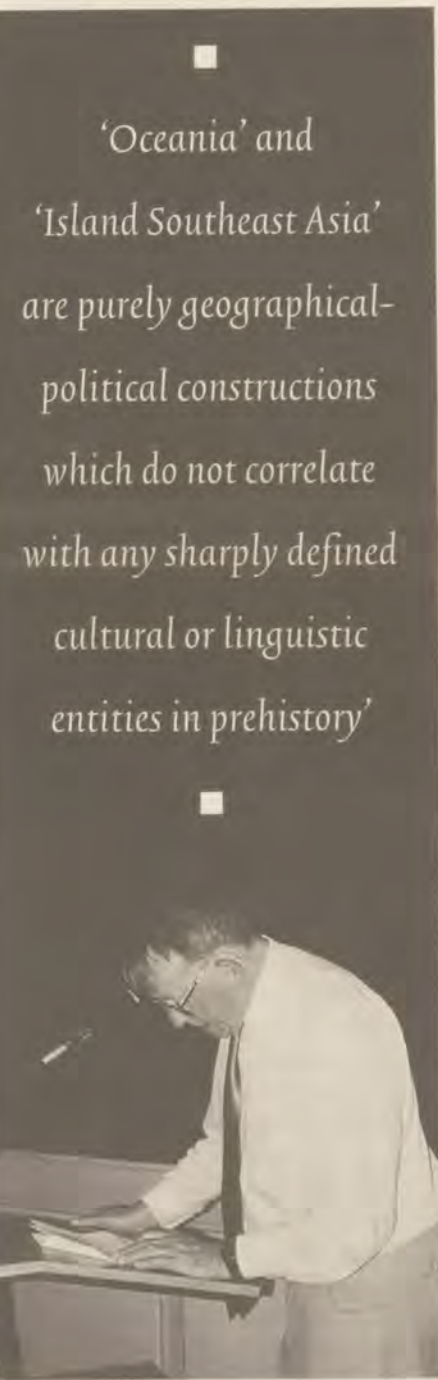 ‘Oceania’ and
‘Island Southeast Asia’
are purely geographical-
political constructions
which do not correlate
with any sharply defined
cultural or linguistic
entities in prehistory’